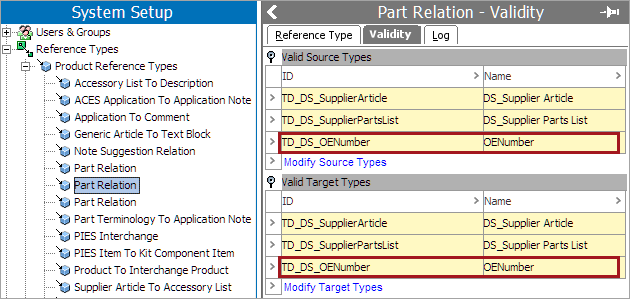 System Setup
Users & Groups
Reference Types
Product Reference Types
Accessory List To Description
ACES Application To Application Note
Application To Comment
Generic Article To Text Block
Note Suggestion Relation
Part Relation
Part Relation
Part Relation
Part Terminology To Application Note
PIES Interchange
PIES Item To Kit Component Item
Product To Interchange Product
Supplier Article To Accessory List
Part Relation - Validity
Reference Type Validity Log
Valid Source Types
ID Name
TD_DS_SupplierArticle DS_Supplier Article
TD_DS_SupplierPartsList DS_Supplier Parts List
TD_DS_OENumber OENumber
Modify Source Types
Valid Target Types
ID Name
TD_DS_SupplierArticle DS_Supplier Article
TD_DS_SupplierPartsList DS_Supplier Parts List
TD_DS_OENumber OENumber
Modify Target Types